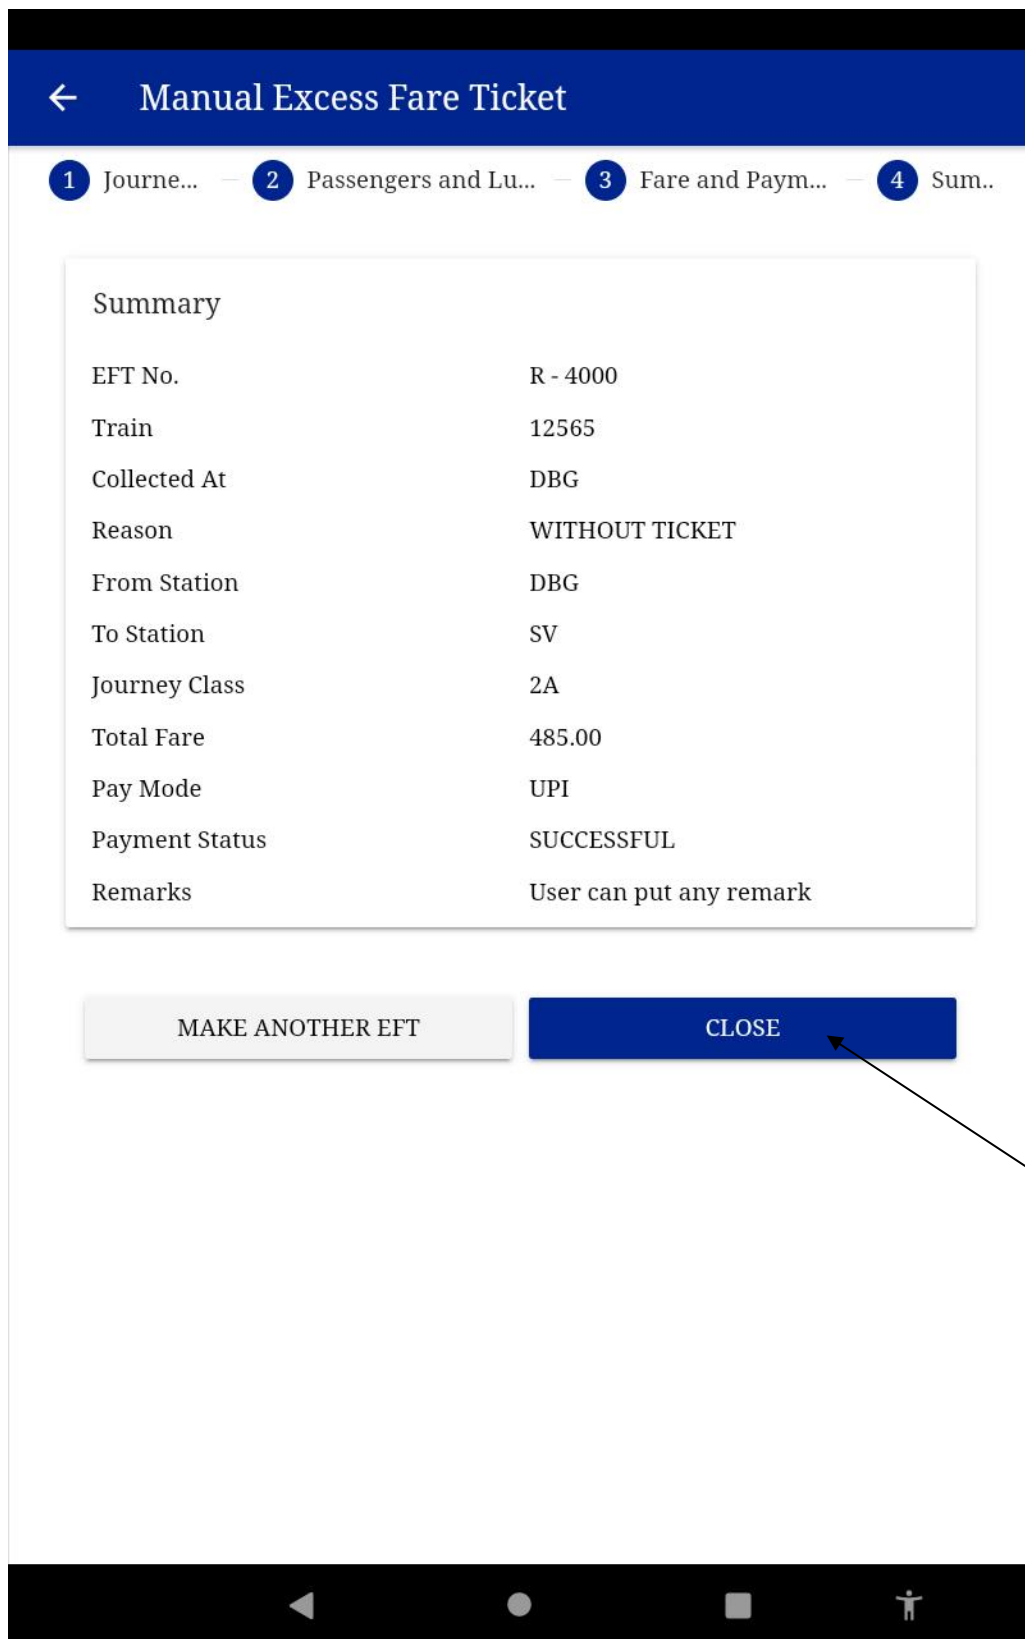 Manual Excess Fare Ticket
1 Journe... 2 Passengers and Lu... 3 Fare and Paym... 4 Sum..
Summary
EFT No. R - 4000
Train 12565
Collected At DBG
Reason WITHOUT TICKET
From Station DBG
To Station SV
Journey Class 2A
Total Fare 485.00
Pay Mode UPI
Payment Status SUCCESSFUL
Remarks User can put any remark
MAKE ANOTHER EFT CLOSE